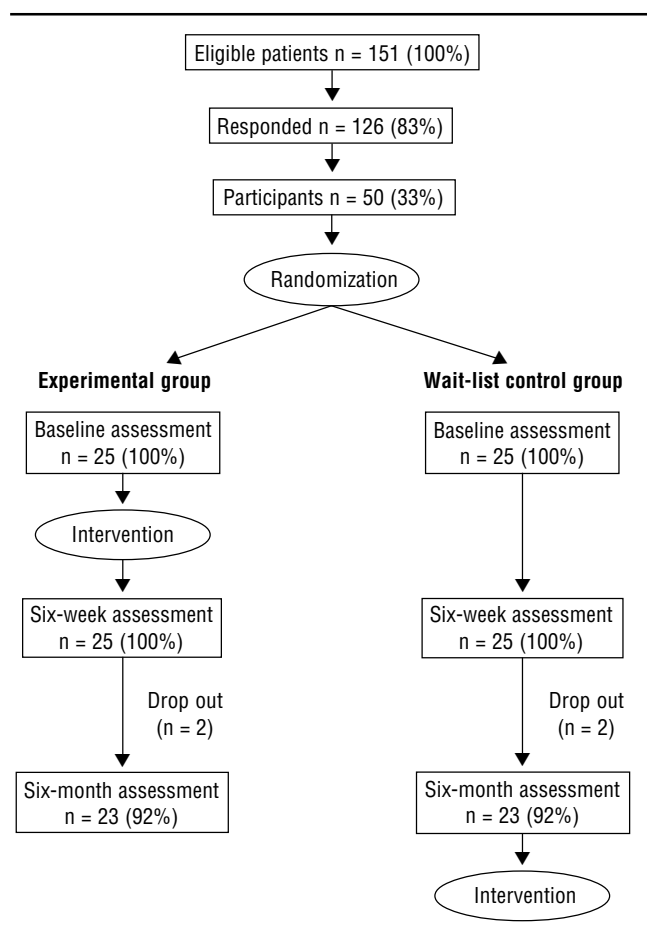 Eligible patients n = 151 (100%)
Responded n = 126 (83%)
Participants n = 50 (33%)
Randomization
Experimental group
Wait-list control group
Baseline assessment
n = 25 (100%)
Baseline assessment
n = 25 (100%)
Intervention
Six-week assessment
n = 25 (100%)
Six-week assessment
n = 25 (100%)
Drop out
(n = 2)
Drop out
(n = 2)
Six-month assessment
n = 23 (92%)
Six-month assessment
n = 23 (92%)
Intervention